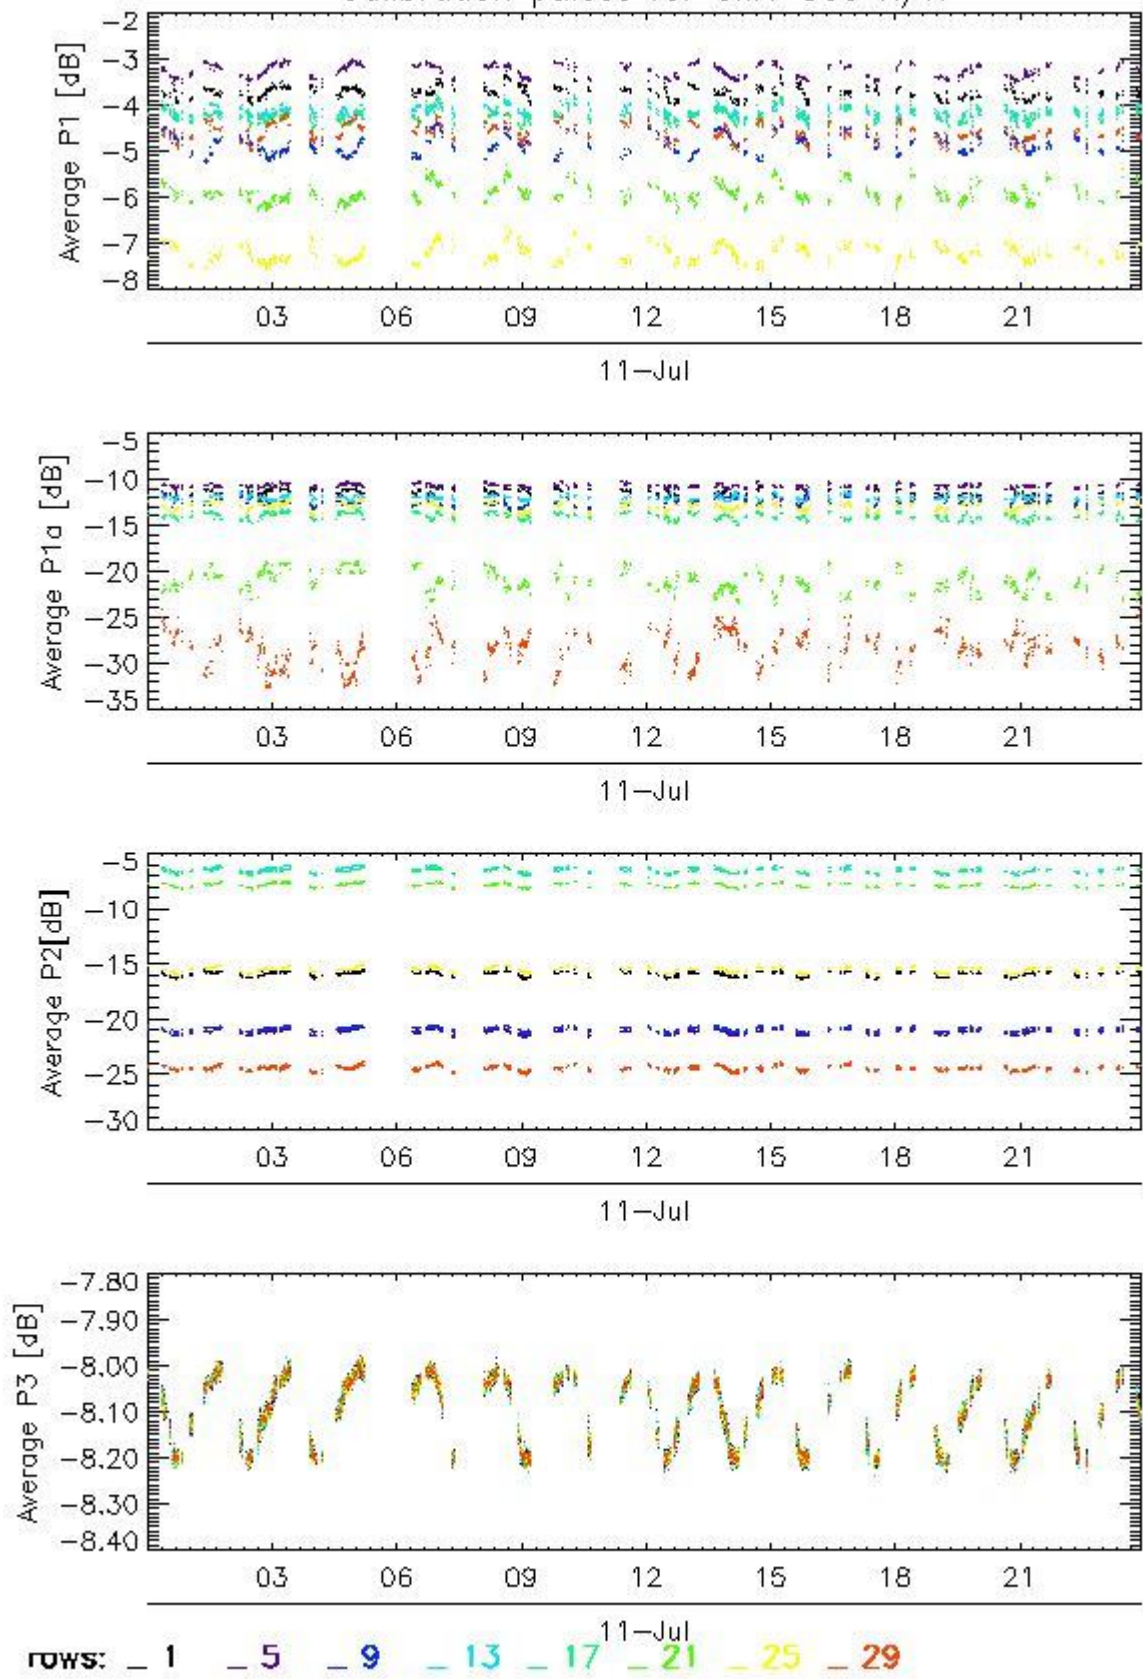 Average P1 [dB]
-2
-3
-4
-5
-6
-7
-8
03 06 09 12 15 18 21
11-Jul
Average P1a [dB]
-5
-10
-15
-20
-25
-30
-35
03 06 09 12 15 18 21
11-Jul
Average P2[dB]
-5
-10
-15
-20
-25
-30
03 06 09 12 15 18 21
11-Jul
Average P3 [dB]
-7.80
-7.90
-8.00
-8.10
-8.20
-8.30
-8.40
03 06 09 12 15 18 21
11-Jul
rows: _ 1 _ 5 _ 9 _ 13 _ 17 _ 21 _ 25 _ 29